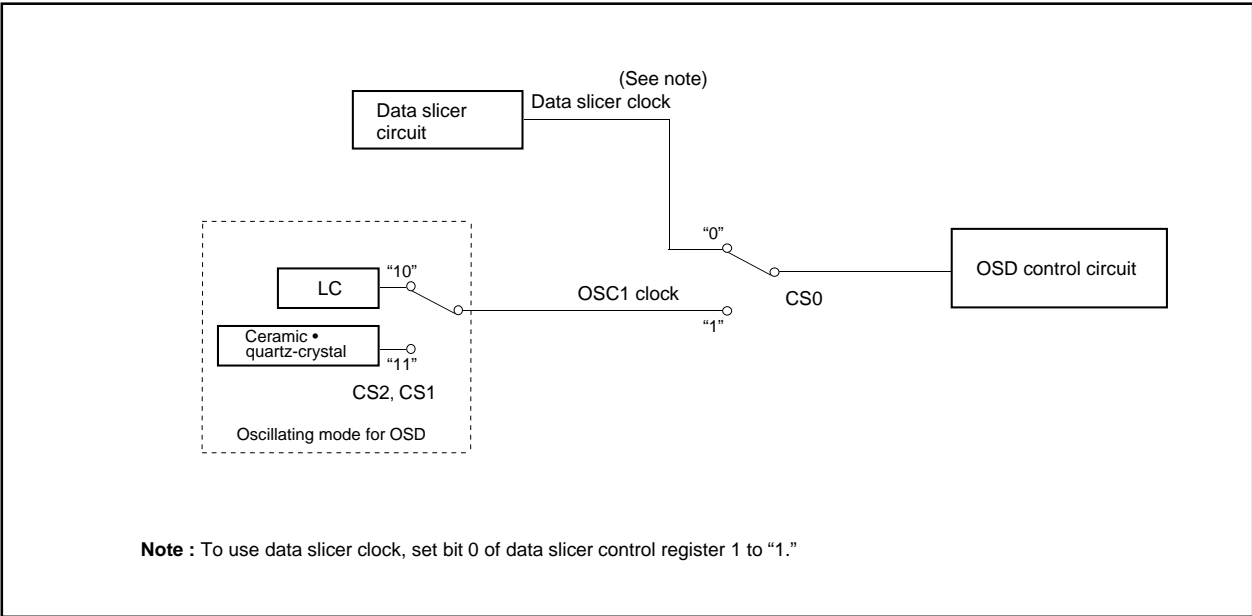 (See note)
Data slicer clock
Data slicer
circuit
“0”
OSD control circuit
“10”
LC
OSC1 clock
CS0
“1”
Ceramic •
quartz-crystal
“11”
CS2, CS1
Oscillating mode for OSD
Note : To use data slicer clock, set bit 0 of data slicer control register 1 to “1.”